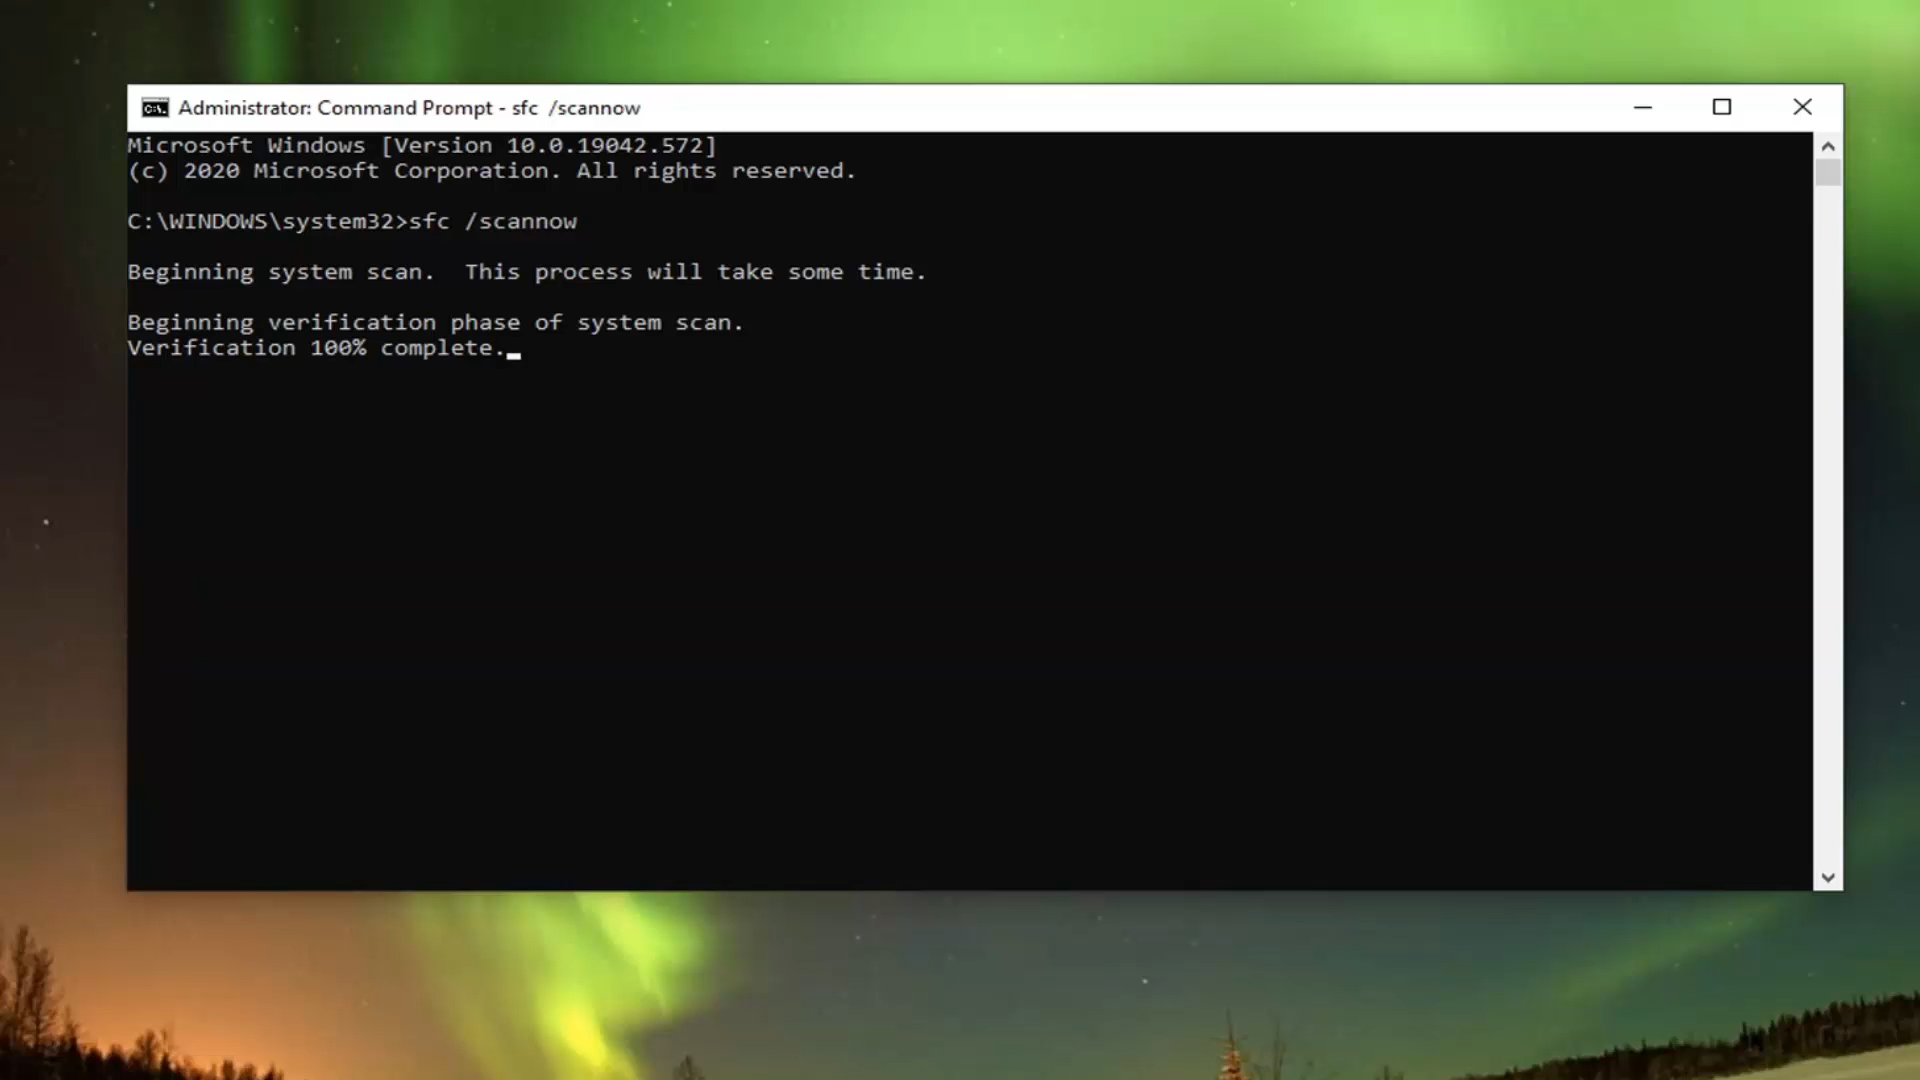 Administrator: Command Prompt - sfc  /scannow
Microsoft Windows [Version 10.0.19042.572]
(c) 2020 Microsoft Corporation. All rights reserved.
C:\WINDOWS\system32>sfc /scannow
Beginning system scan.  This process will take some time.
Beginning verification phase of system scan.
Verification 100% complete.